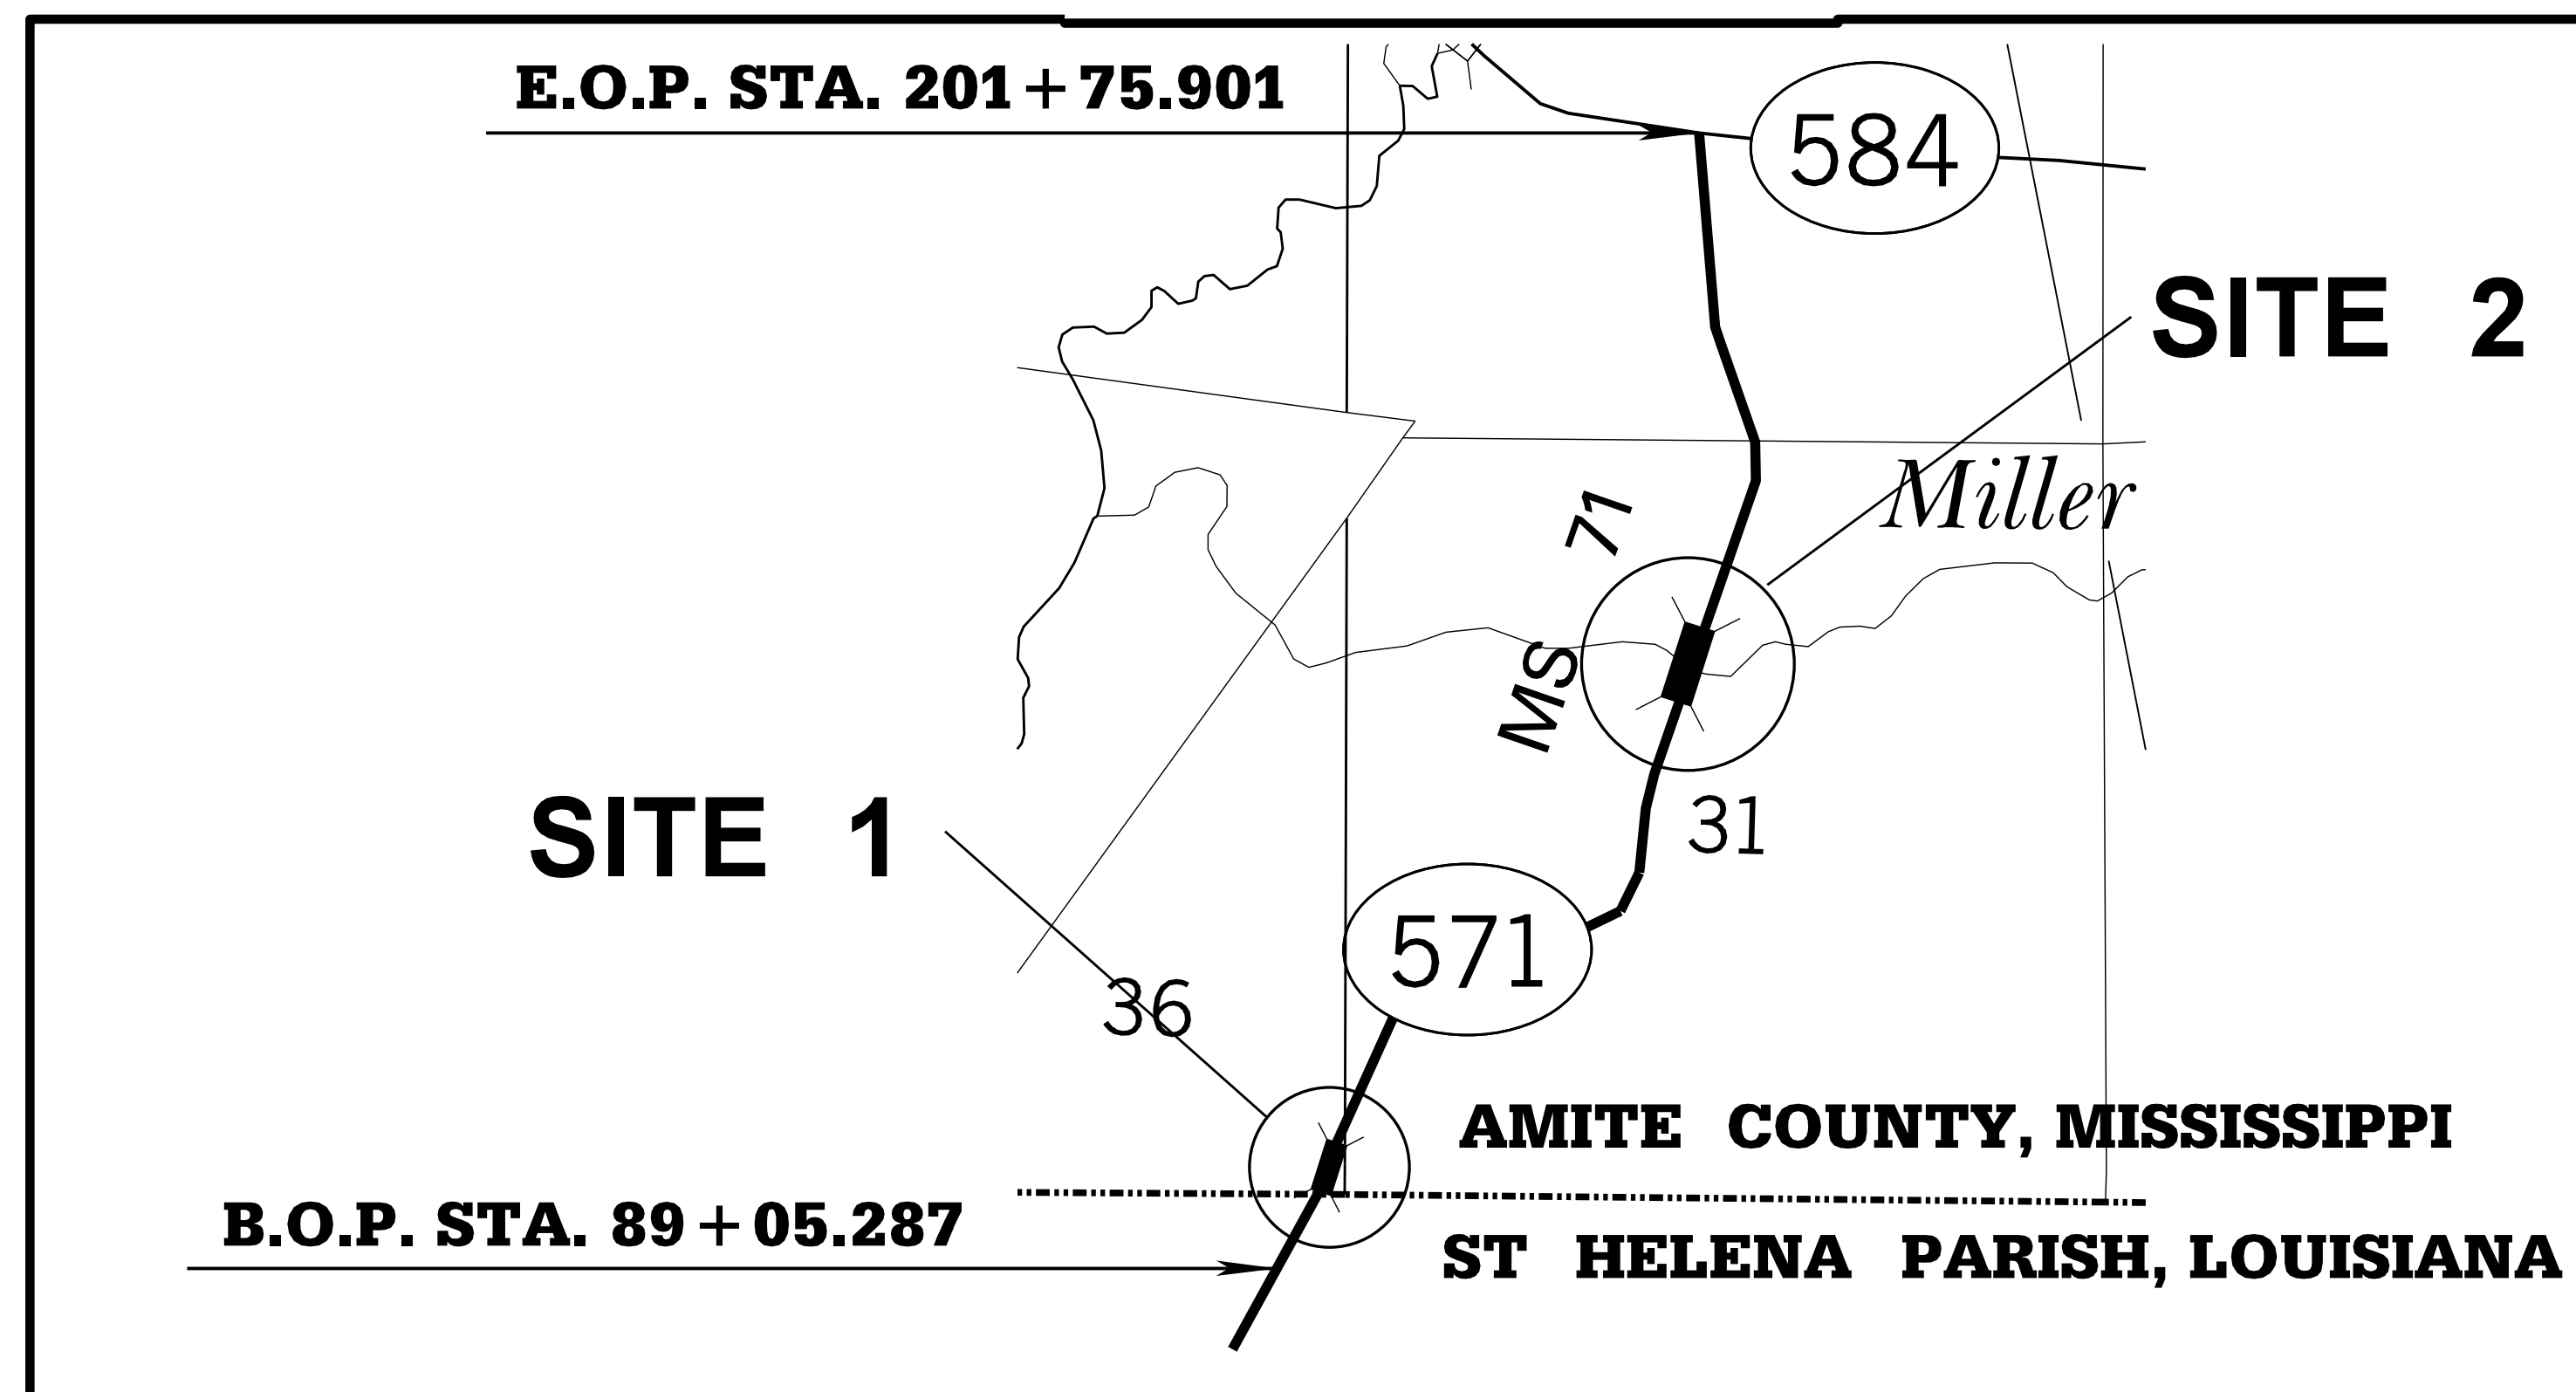 E.O.P. STA. 201+75.901
584
SITE 2
Miller
MS 71
SITE 1
31
571
36
AMITE COUNTY, MISSISSIPPI
B.O.P. STA. 89+05.287
ST HELENA PARISH, LOUISIANA